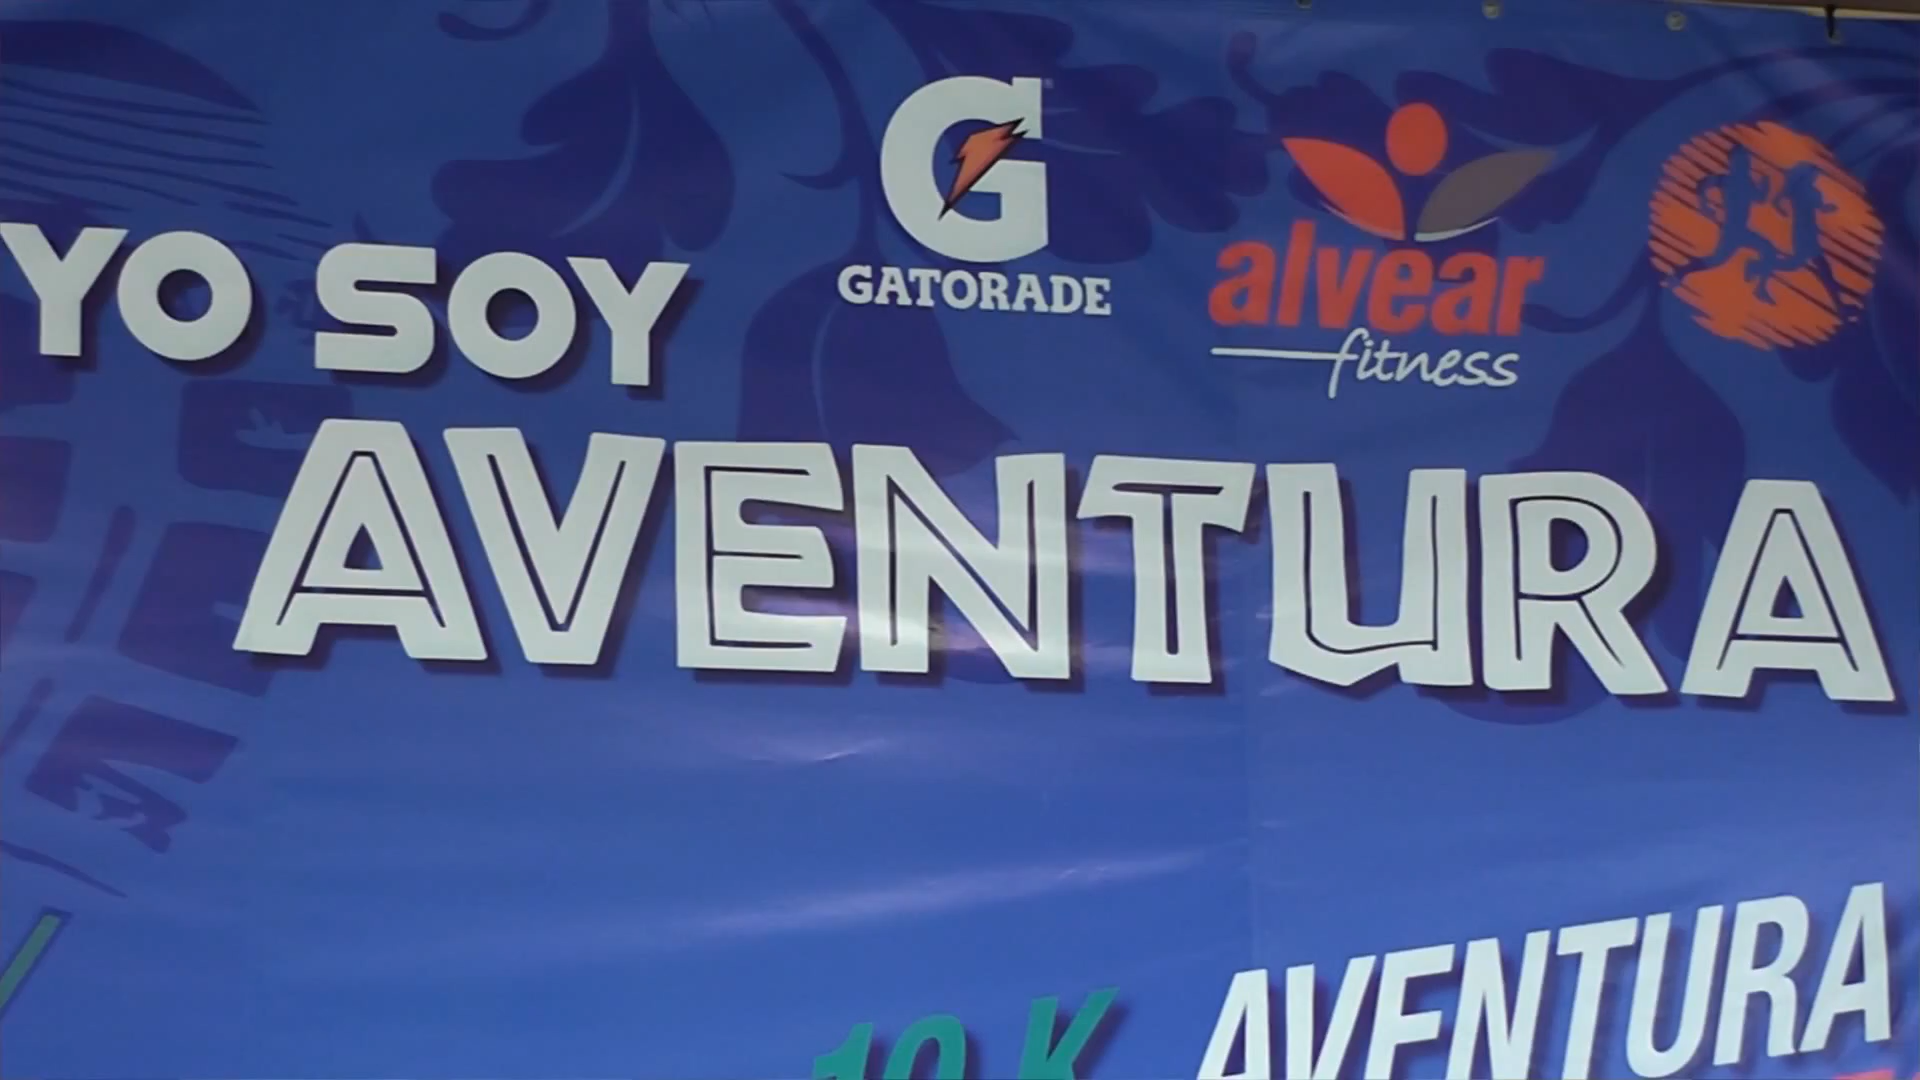 YO SOY
AVENTURA
G
GATORADE
alvear
fitness
10 K AVENTURA